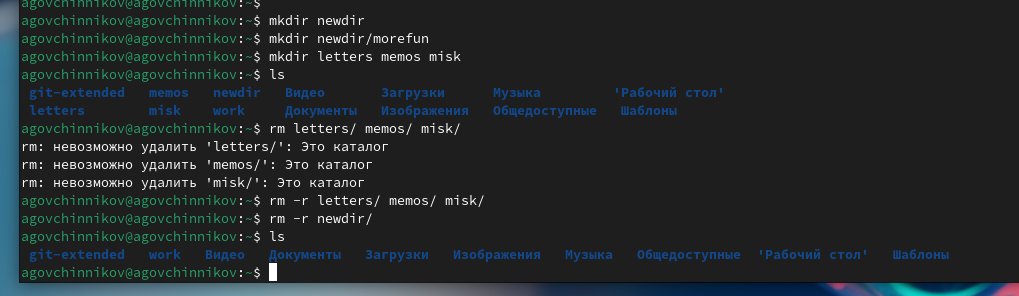 agovchinnikov@agovchinnikov:~$
agovchinnikov@agovchinnikov:~$ mkdir newdir
agovchinnikov@agovchinnikov:~$ mkdir newdir/morefun
agovchinnikov@agovchinnikov:~$ mkdir letters memos misk
agovchinnikov@agovchinnikov:~$ ls
git-extended memos newdir Видео Загрузки Музыка 'Рабочий стол'
letters misk work Документы Изображения Общедоступные Шаблоны
agovchinnikov@agovchinnikov:~$ rm letters/ memos/ misk/
rm: невозможно удалить 'letters/': Это каталог
rm: невозможно удалить 'memos/': Это каталог
rm: невозможно удалить 'misk/': Это каталог
agovchinnikov@agovchinnikov:~$ rm -r letters/ memos/ misk/
agovchinnikov@agovchinnikov:~$ rm -r newdir/
agovchinnikov@agovchinnikov:~$ ls
git-extended work Видео Документы Загрузки Изображения Музыка Общедоступные 'Рабочий стол' Шаблоны
agovchinnikov@agovchinnikov:~$